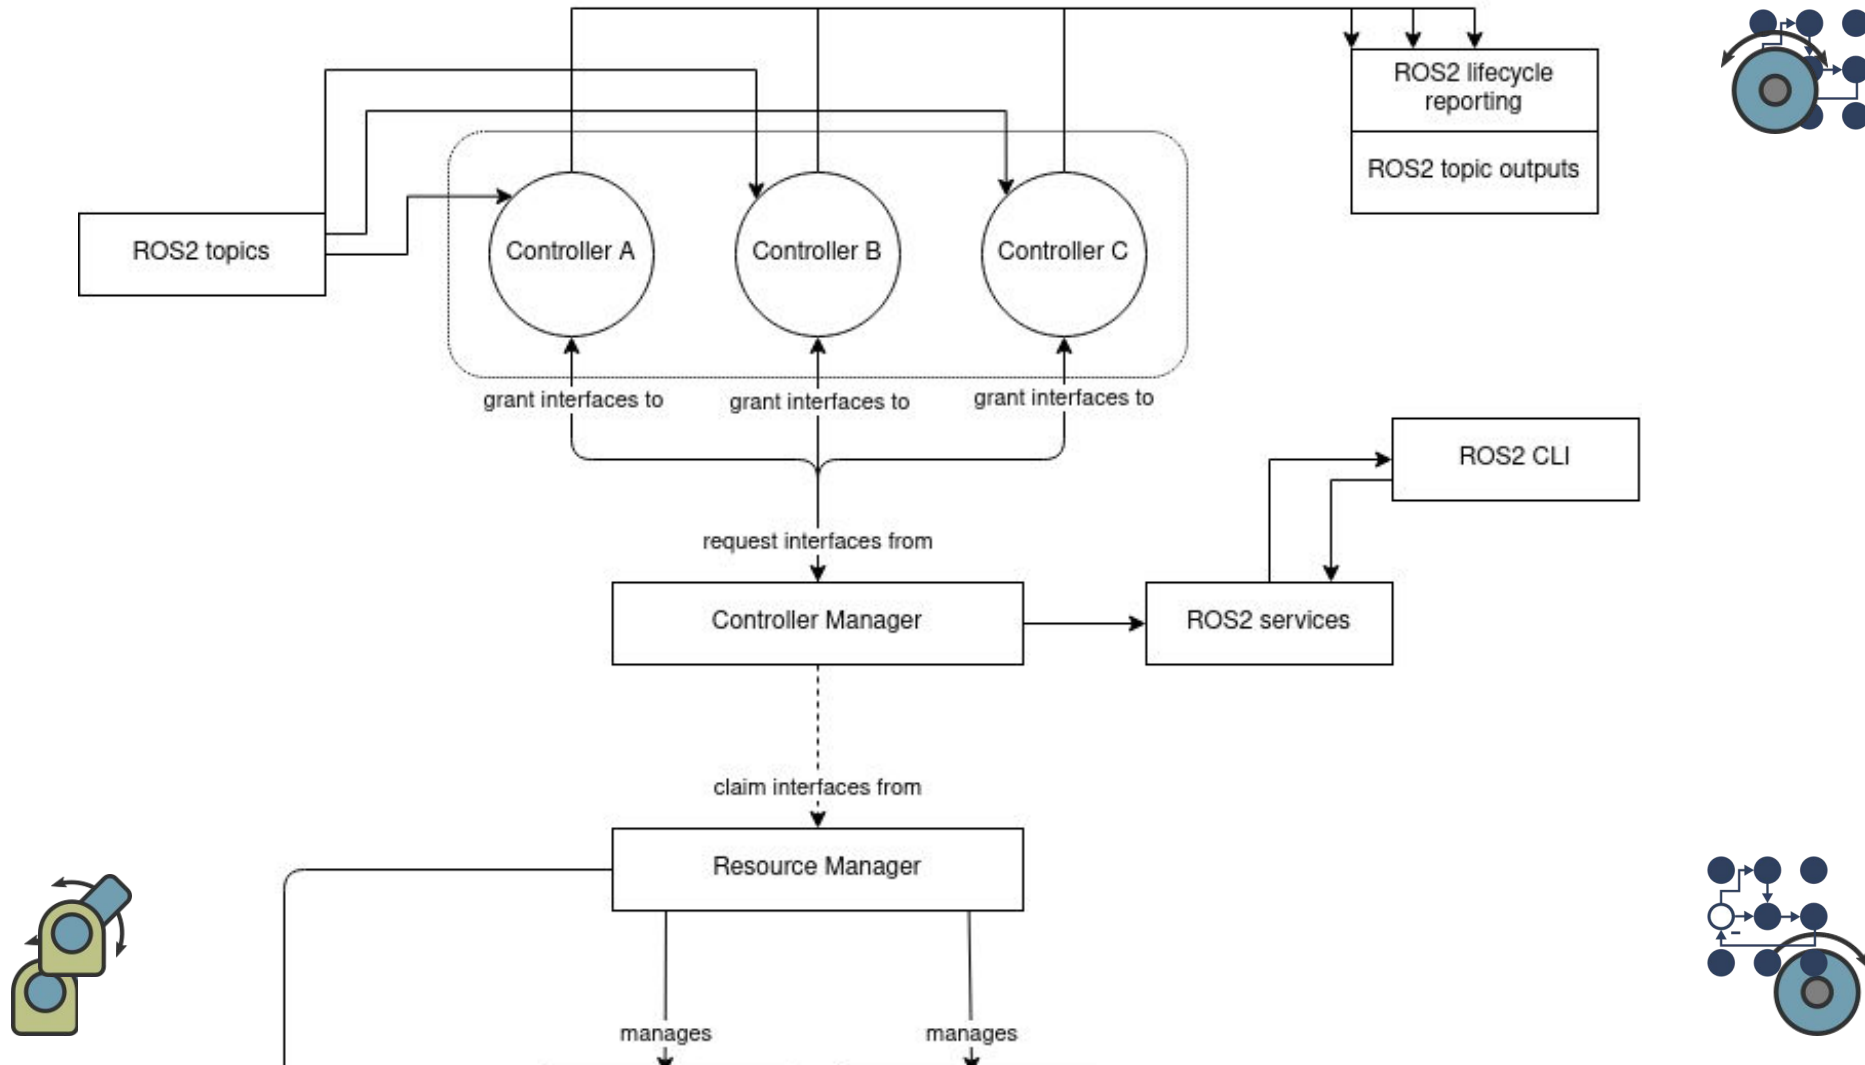 ROS2 lifecycle
reporting
ROS2 topic outputs
ROS2 topics
Controller A
Controller B
Controller C
grant interfaces to
grant interfaces to
grant interfaces to
ROS2 CLI
request interfaces from
Controller Manager
ROS2 services
claim interfaces from
Resource Manager
manages
manages